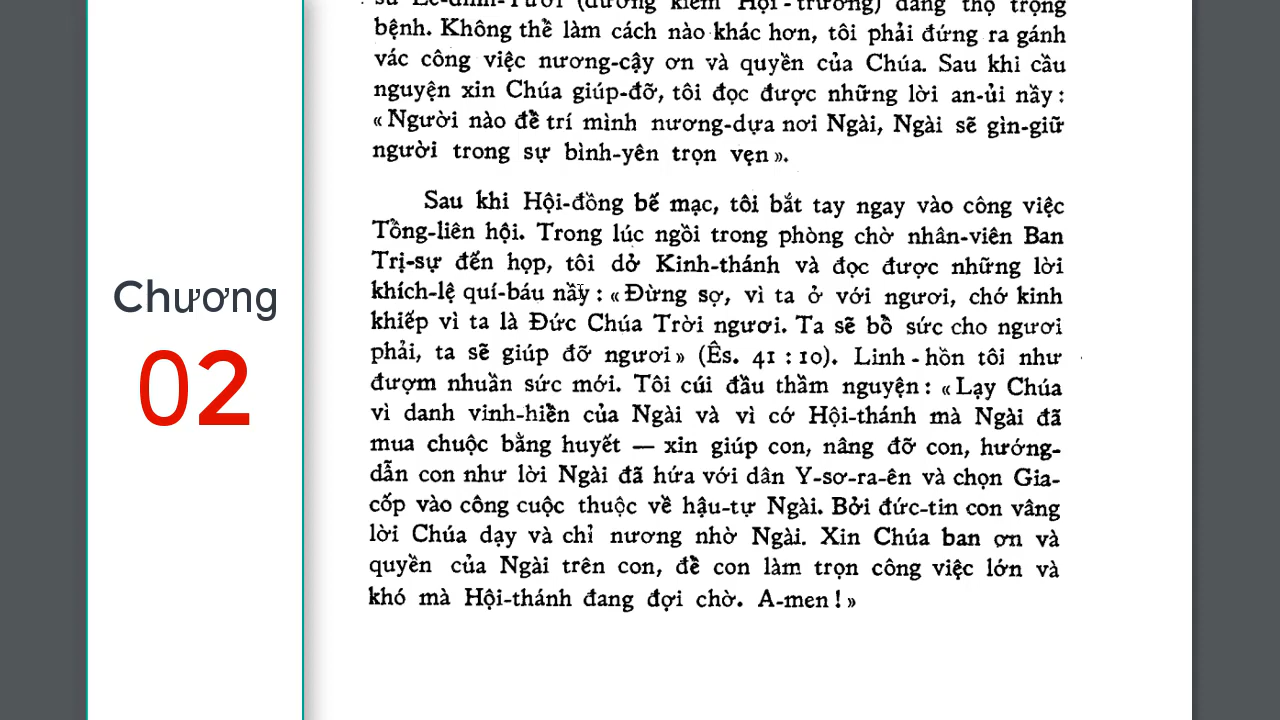 Chương
02
sư Lê-đình-Tươi (đương kiêm Hội-trưởng) đang thọ trọng
bệnh. Không thể làm cách nào khác hơn, tôi phải đứng ra gánh
vác công việc nương-cậy ơn và quyền của Chúa. Sau khi cầu
nguyện xin Chúa giúp-đỡ, tôi đọc được những lời an-ủi nầy :
« Người nào để trí mình nương-dựa nơi Ngài, Ngài sẽ gìn-giữ
người trong sự bình-yên trọn vẹn ».
Sau khi Hội-đồng bế mạc, tôi bắt tay ngay vào công việc
Tổng-liên hội. Trong lúc ngồi trong phòng chờ nhân-viên Ban
Trị-sự đến họp, tôi dở Kinh-thánh và đọc được những lời
khích-lệ quí-báu nầy : « Đừng sợ, vì ta ở với ngươi, chớ kinh
khiếp vì ta là Đức Chúa Trời ngươi. Ta sẽ bổ sức cho ngươi
phải, ta sẽ giúp đỡ ngươi » (Ês. 41 : 10). Linh - hồn tôi như
đượm nhuần sức mới. Tôi cúi đầu thầm nguyện : « Lạy Chúa
vì danh vinh-hiển của Ngài và vì cớ Hội-thánh mà Ngài đã
mua chuộc bằng huyết — xin giúp con, nâng đỡ con, hướng-
dẫn con như lời Ngài đã hứa với dân Y-sơ-ra-ên và chọn Gia-
cốp vào công cuộc thuộc về hậu-tự Ngài. Bởi đức-tin con vâng
lời Chúa dạy và chỉ nương nhờ Ngài. Xin Chúa ban ơn và
quyền của Ngài trên con, để con làm trọn công việc lớn và
khó mà Hội-thánh đang đợi chờ. A-men ! »